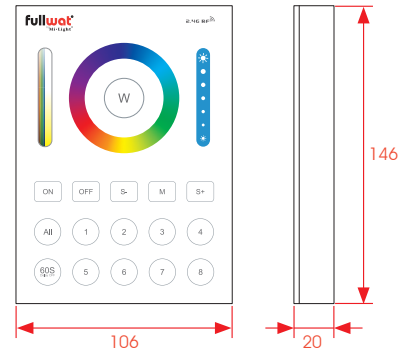 fullwat
"Mi-Light"
2.4G RF
W
ON OFF S- M S+
All 1 2 3 4
60S
5 6 7 8
146
106
20